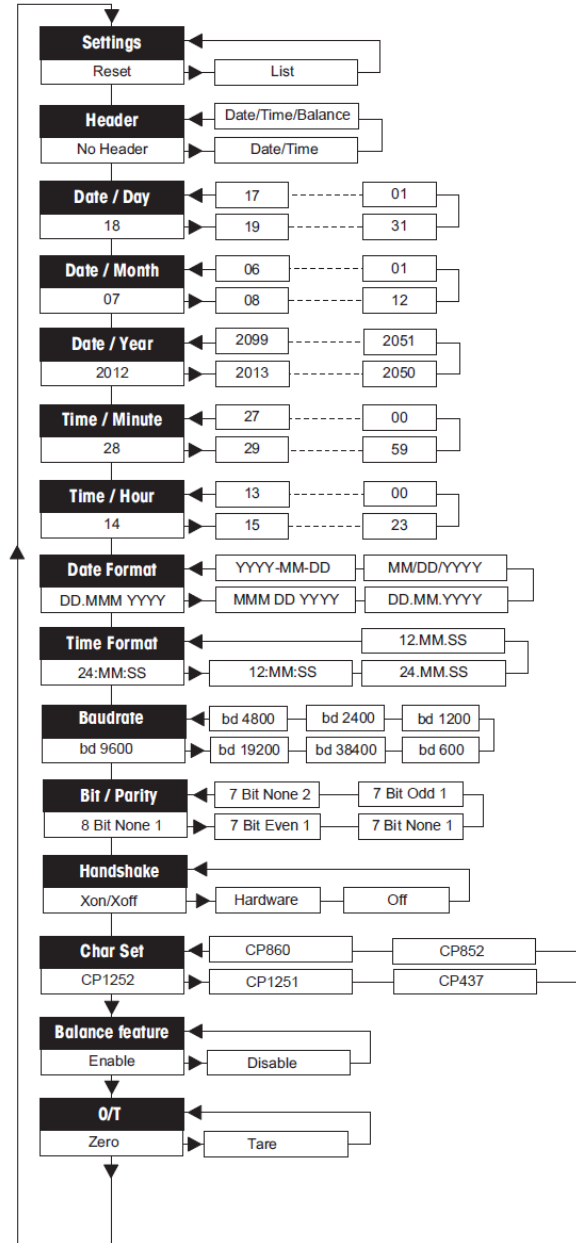 Settings
Reset
List
Header
Date/Time/Balance
No Header
Date/Time
Date / Day
17
01
18
19
31
Date / Month
06
01
07
08
12
Date / Year
2099
2051
2012
2013
2050
Time / Minute
27
00
28
29
59
Time / Hour
13
00
14
15
23
Date Format
YYYY-MM-DD
MM/DD/YYYY
DD.MMM YYYY
MMM DD YYYY
DD.MM.YYYY
Time Format
12.MM.SS
24:MM:SS
12:MM:SS
24.MM.SS
Baudrate
bd 4800
bd 2400
bd 1200
bd 9600
bd 19200
bd 38400
bd 600
Bit / Parity
7 Bit None 2
7 Bit Odd 1
8 Bit None 1
7 Bit Even 1
7 Bit None 1
Handshake
Xon/Xoff
Hardware
Off
Char Set
CP860
CP852
CP1252
CP1251
CP437
Balance feature
Enable
Disable
O/T
Zero
Tare